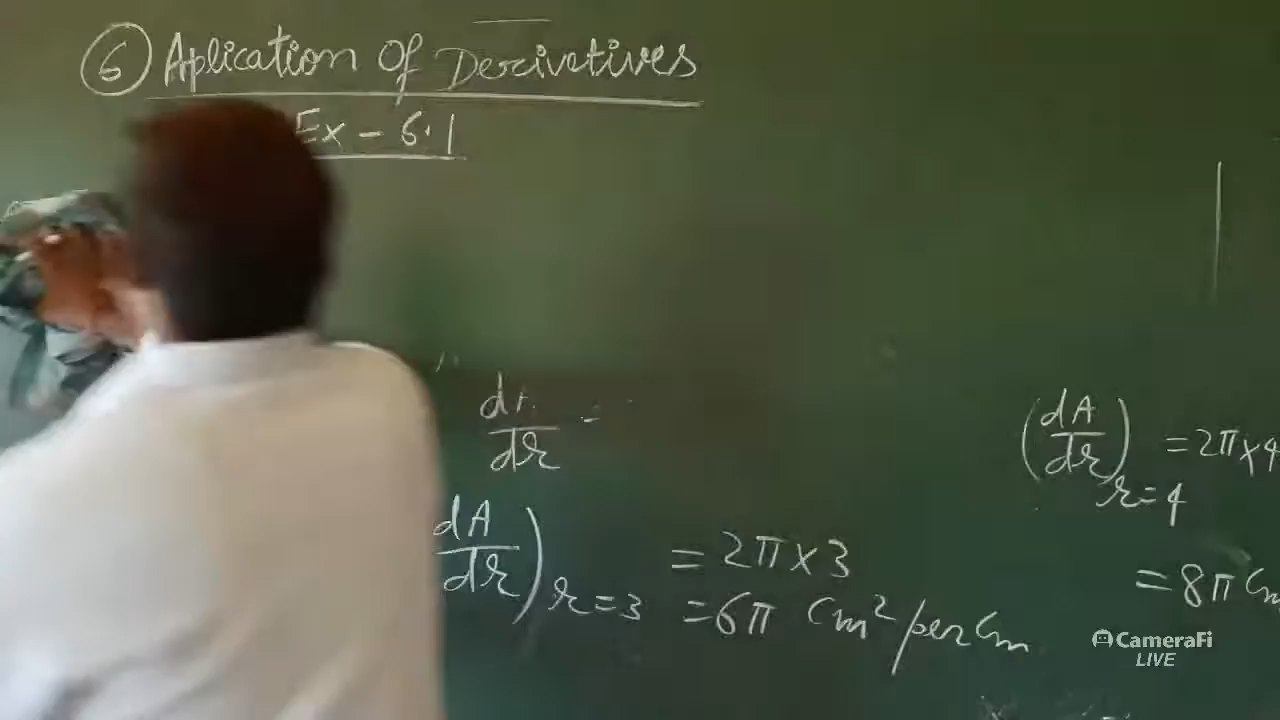 6 Aplication Of Derivatives
Ex - 6.1
dA
dr
=
(dA/dr) r=4 = 2π×4
= 8π Cm
dA/dr) r=3 = 2π×3
= 6π Cm²/per Cm
CameraFi
LIVE